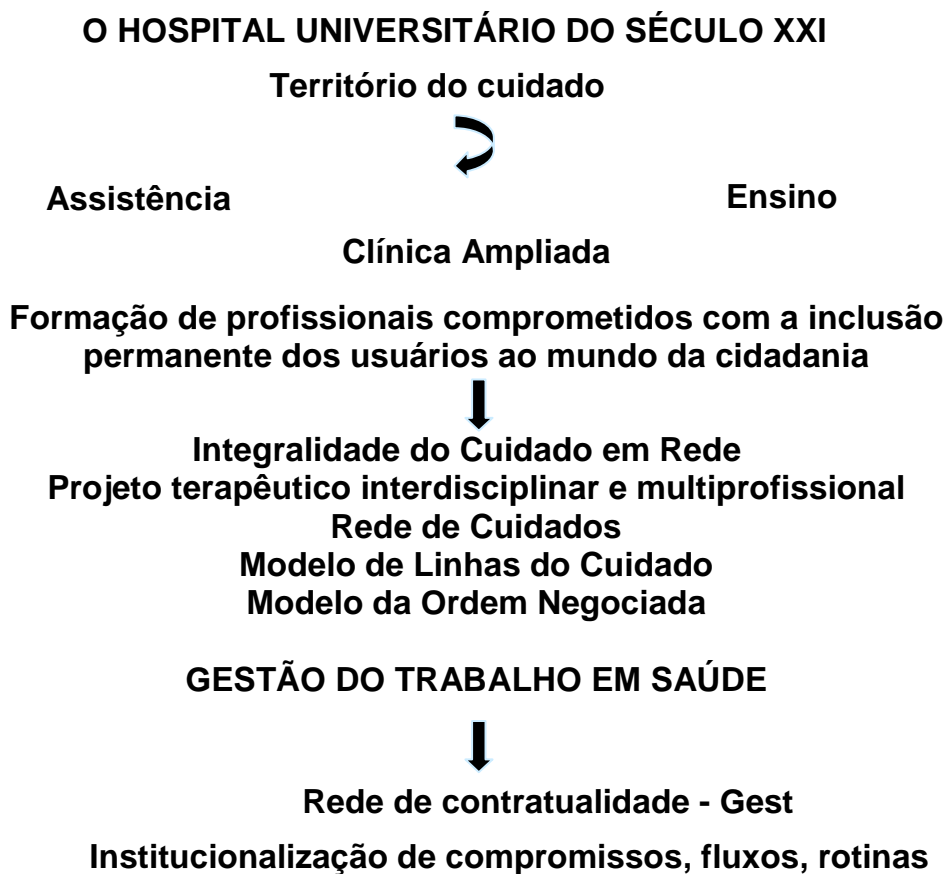 O HOSPITAL UNIVERSITÁRIO DO SÉCULO XXI
Território do cuidado
Assistência
Ensino
Clínica Ampliada
Formação de profissionais comprometidos com a inclusão
permanente dos usuários ao mundo da cidadania
Integralidade do Cuidado em Rede
Projeto terapêutico interdisciplinar e multiprofissional
Rede de Cuidados
Modelo de Linhas do Cuidado
Modelo da Ordem Negociada
GESTÃO DO TRABALHO EM SAÚDE
Rede de contratualidade - Gest
Institucionalização de compromissos, fluxos, rotinas